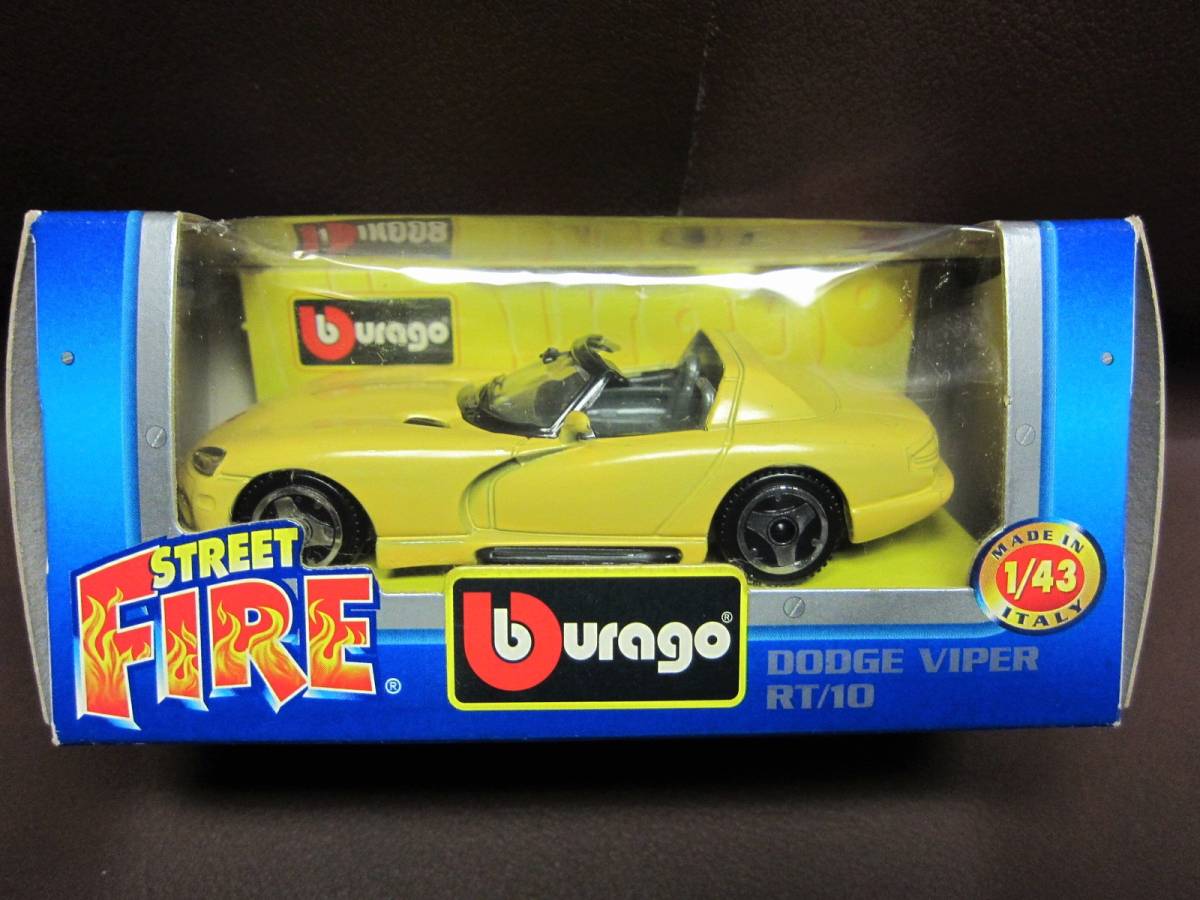 burago
STREET
FIRE®
burago®
DODGE VIPER
RT/10
MADE IN
1/43
ITALY